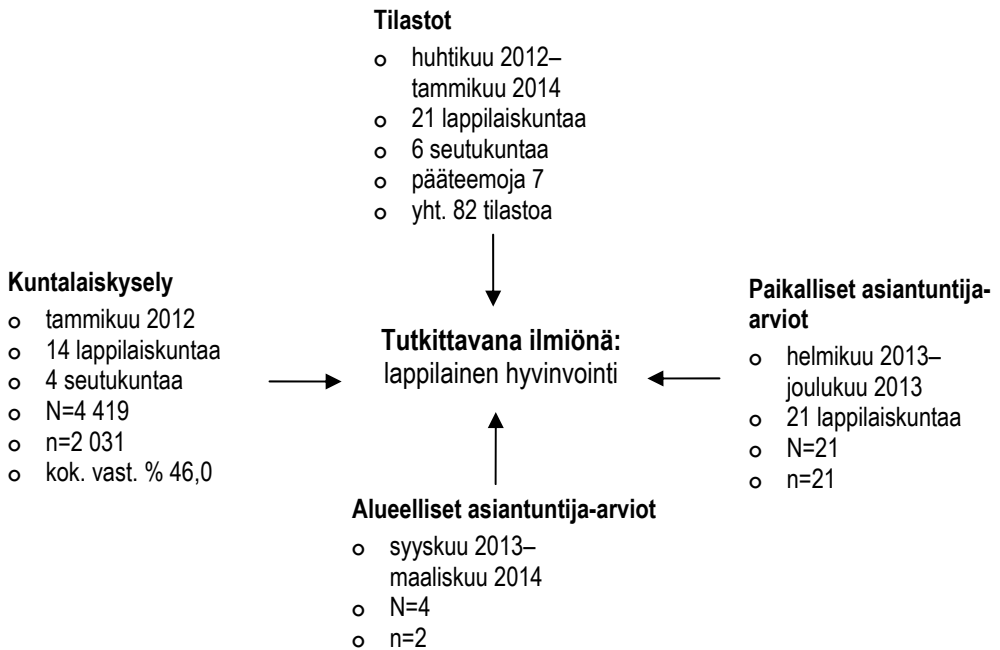 Tilastot
o huhtikuu 2012–
tammikuu 2014
o 21 lappilaiskuntaa
o 6 seutukuntaa
o pääteemoja 7
o yht. 82 tilastoa
Kuntalaiskysely
o tammikuu 2012
o 14 lappilaiskuntaa
o 4 seutukuntaa
o N=4 419
o n=2 031
o kok. vast. % 46,0
Tutkittavana ilmiönä:
lappilainen hyvinvointi
Paikalliset asiantuntija-
arviot
o helmikuu 2013–
joulukuu 2013
o 21 lappilaiskuntaa
o N=21
o n=21
Alueelliset asiantuntija-arviot
o syyskuu 2013–
maaliskuu 2014
o N=4
o n=2